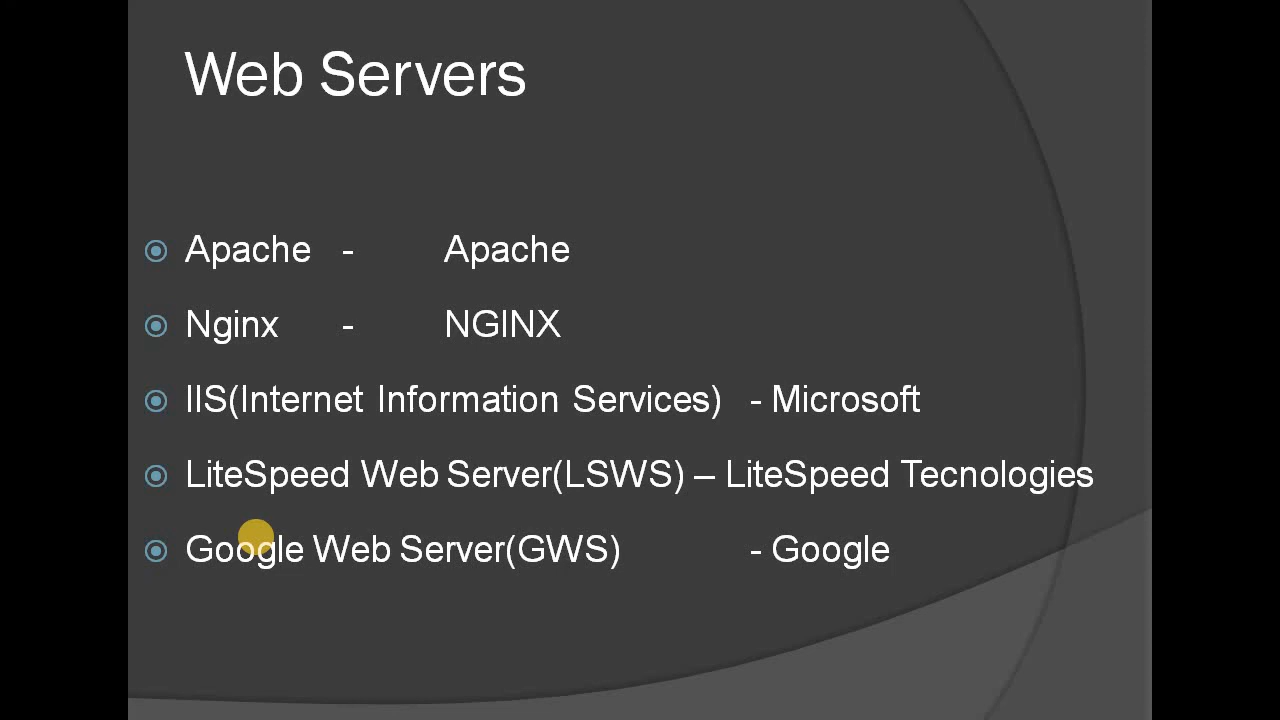 Web Servers
Apache - Apache
Nginx - NGINX
IIS(Internet Information Services) - Microsoft
LiteSpeed Web Server(LSWS) – LiteSpeed Tecnologies
Google Web Server(GWS) - Google